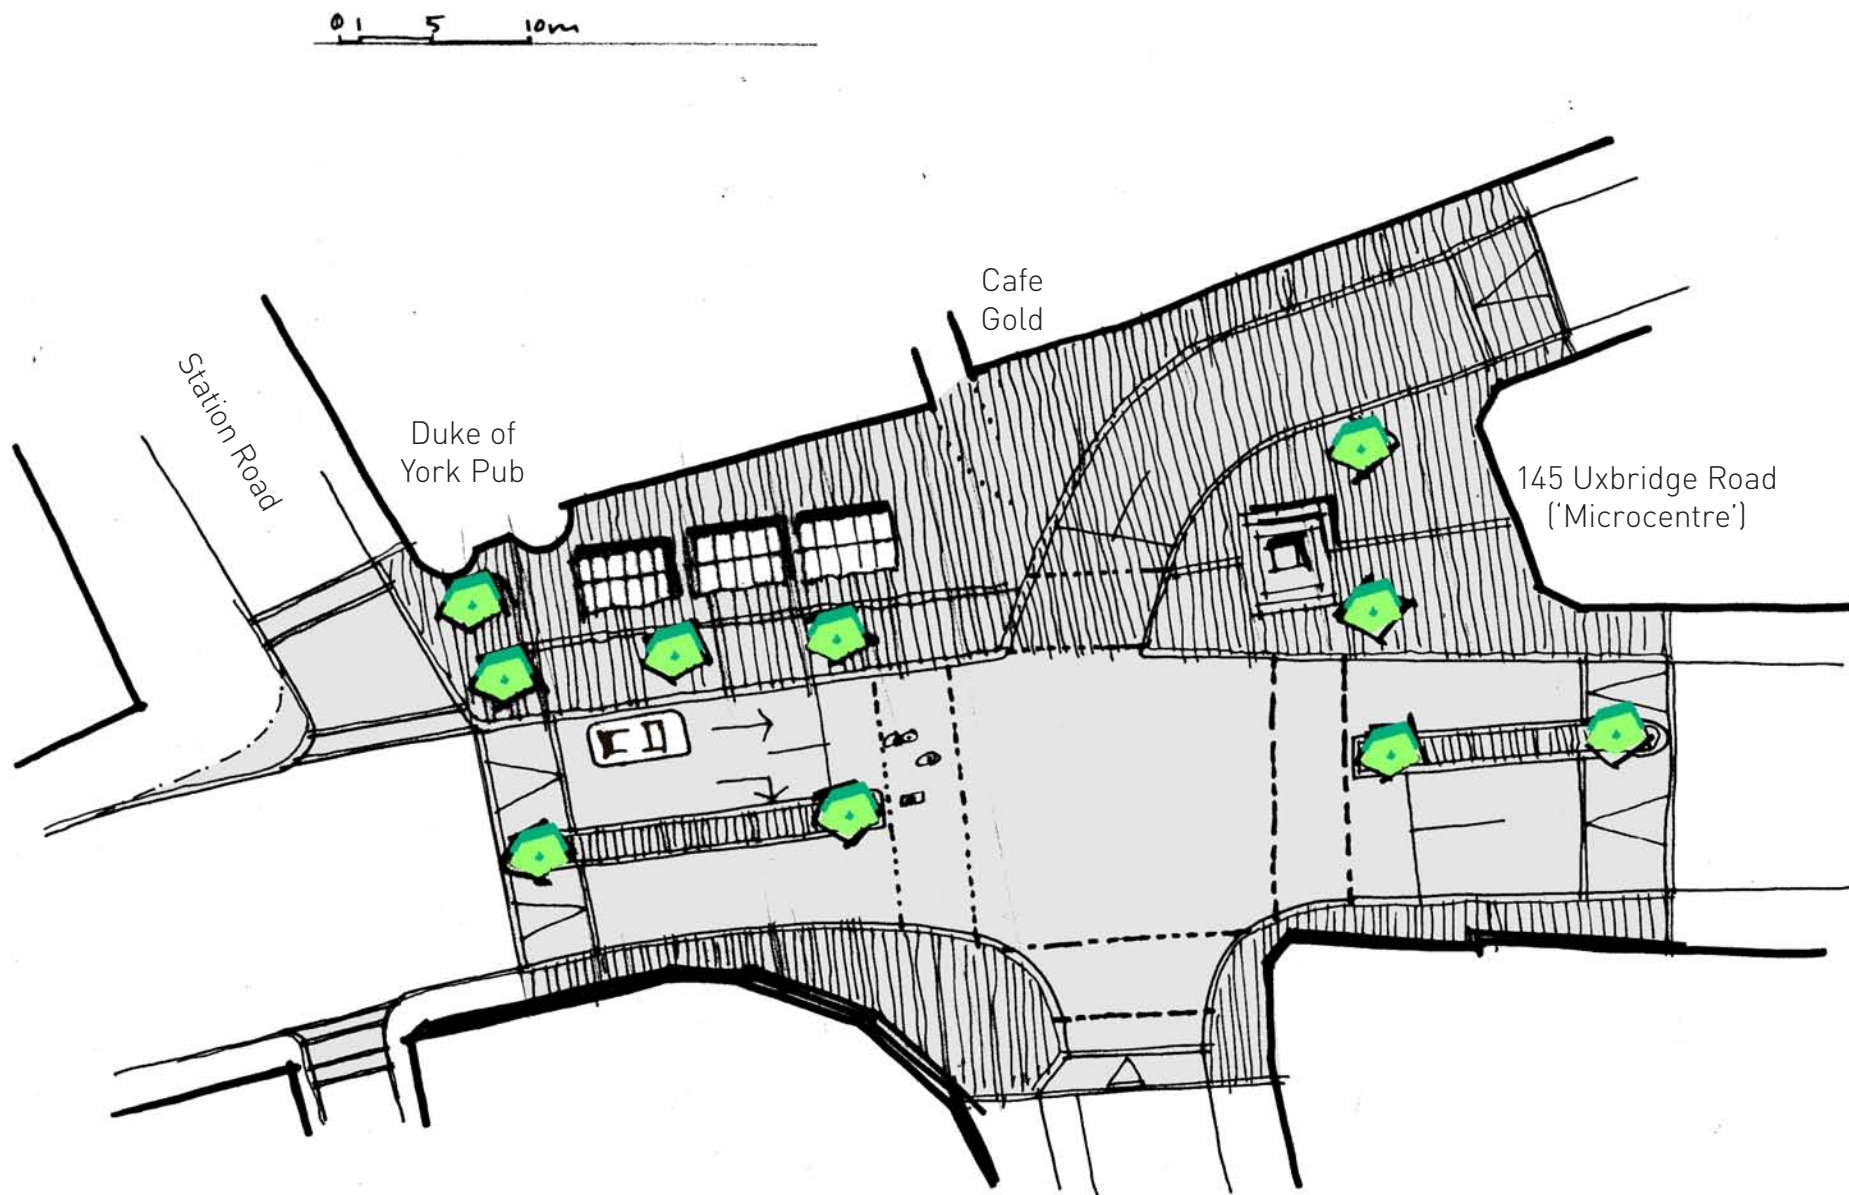 0 1 5 10m
Cafe
Gold
Station Road
Duke of
York Pub
145 Uxbridge Road
(‘Microcentre’)